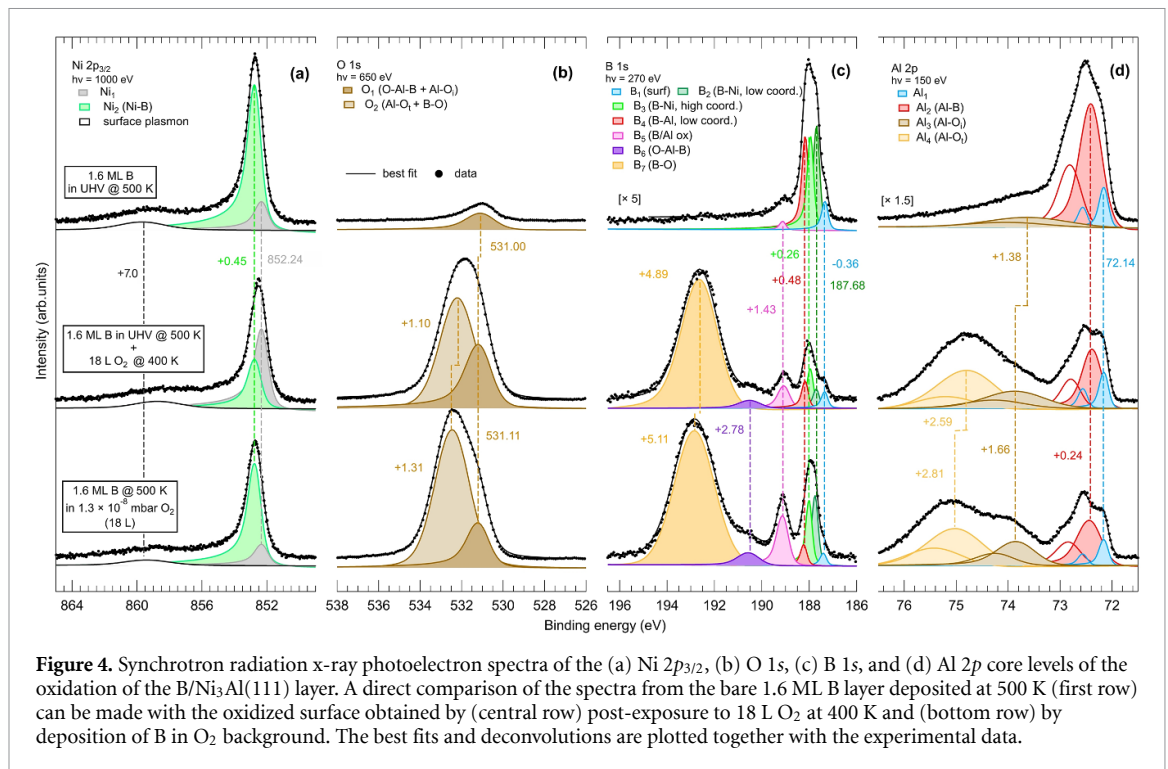 Ni 2p3/2
hν = 1000 eV
Ni1
Ni2 (Ni-B)
surface plasmon
(a)
1.6 ML B
in UHV @ 500 K
+7.0
+0.45
852.24
1.6 ML B in UHV @ 500 K
+
18 L O2 @ 400 K
1.6 ML B @ 500 K
in 1.3 × 10-8 mbar O2
(18 L)
864 860 856 852
O 1s
hν = 650 eV
(b)
O1 (O-Al-B + Al-Oi)
O2 (Al-Ot + B-O)
best fit
data
531.00
+1.10
531.11
+1.31
538 536 534 532 530 528 526
B 1s
hν = 270 eV
(c)
B1 (surf)
B2 (B-Ni, low coord.)
B3 (B-Ni, high coord.)
B4 (B-Al, low coord.)
B5 (B/Al ox)
B6 (O-Al-B)
B7 (B-O)
[× 5]
+0.26
-0.36
+4.89
+0.48
187.68
+1.43
+2.78
+5.11
196 194 192 190 188 186
Al 2p
hν = 150 eV
(d)
Al1
Al2 (Al-B)
Al3 (Al-Oi)
Al4 (Al-Ot)
[× 1.5]
+1.38
72.14
+2.59
+1.66
+0.24
+2.81
76 75 74 73 72
Intensity (arb.units)
Binding energy (eV)
Figure 4. Synchrotron radiation x-ray photoelectron spectra of the (a) Ni 2p3/2, (b) O 1s, (c) B 1s, and (d) Al 2p core levels of the
oxidation of the B/Ni3Al(111) layer. A direct comparison of the spectra from the bare 1.6 ML B layer deposited at 500 K (first row)
can be made with the oxidized surface obtained by (central row) post-exposure to 18 L O2 at 400 K and (bottom row) by
deposition of B in O2 background. The best fits and deconvolutions are plotted together with the experimental data.